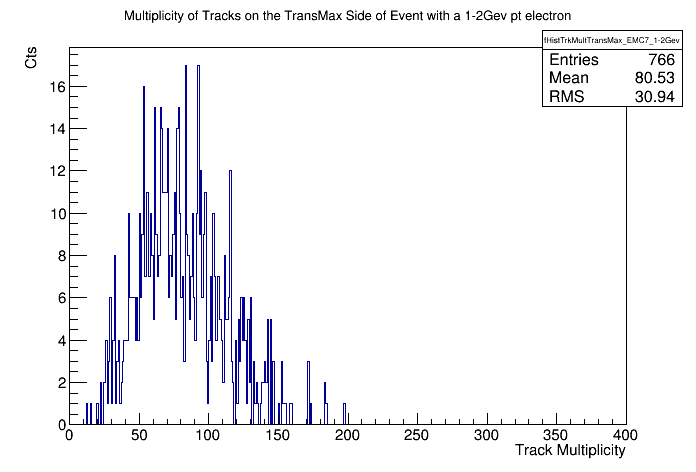 Multiplicity of Tracks on the TransMax Side of Event with a 1-2Gev pt electron
fHistTrkMultTransMax_EMC7_1-2Gev
Entries 766
Mean 80.53
RMS 30.94
Cts
16
14
12
10
8
6
4
2
0
0 50 100 150 200 250 300 350 400
Track Multiplicity